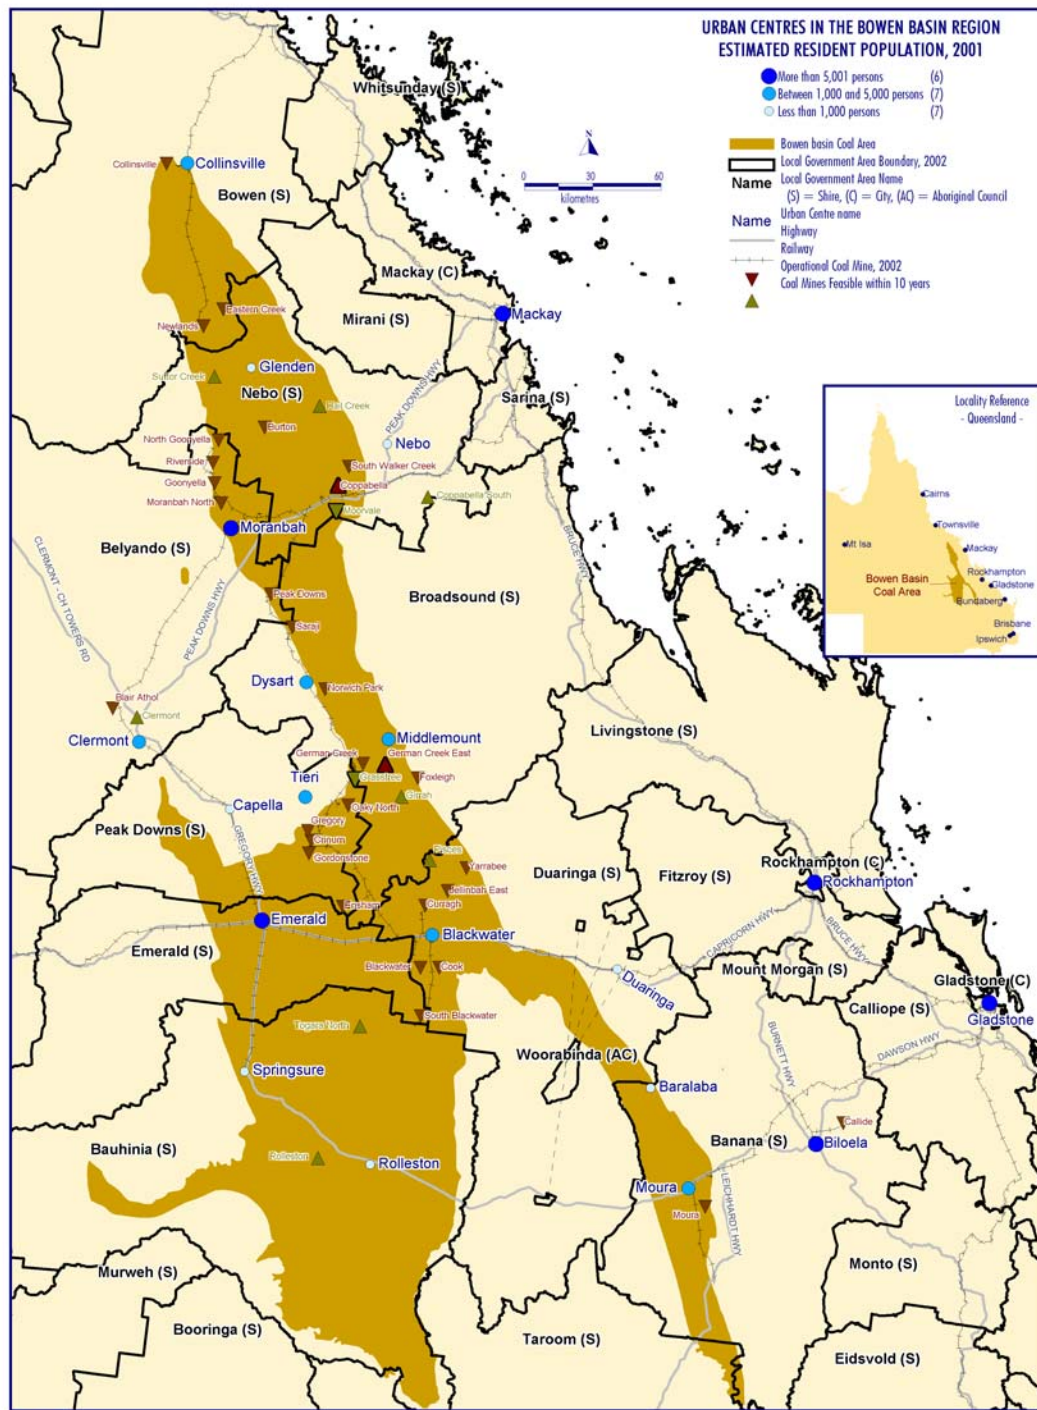 URBAN CENTRES IN THE BOWEN BASIN REGION
ESTIMATED RESIDENT POPULATION, 2001
More than 5,001 persons (6)
Between 1,000 and 5,000 persons (7)
Less than 1,000 persons (7)
Bowen basin Coal Area
Local Government Area Boundary, 2002
Name Local Government Area Name
(S) = Shire, (C) = City, (AC) = Aboriginal Council
Name Urban Centre name
Highway
Railway
Operational Coal Mine, 2002
Coal Mines Feasible within 10 years
N
0 30 60
kilometres
Whitsunday (S)
Collinsville
Collinsville
Bowen (S)
Mackay (C)
Eastern Creek
Mirani (S)
Mackay
Newlands
Glenden
Suttor Creek
Nebo (S)
Sarina (S)
Hail Creek
PEAK DOWNS HWY
Burton
North Goonyella
Nebo
Riverside
South Walker Creek
Goonyella
Coppabella
Moranbah North
Coppabella South
Moorvale
Moranbah
BRUCE HWY
Belyando (S)
CLERMONT - CH TOWERS RD
PEAK DOWNS HWY
Peak Downs
Broadsound (S)
Saraji
Dysart
Norwich Park
Blair Athol
Clermont
Clermont
Middlemount
Livingstone (S)
German Creek
German Creek East
Tieri
Grasstree
Foxleigh
Capella
Girrah
Oaky North
Peak Downs (S)
GREGORY HWY
Gregory
Crinum
Gordonstone
Pisces
Yarrabee
Duaringa (S)
Fitzroy (S)
Rockhampton (C)
Rockhampton
Jellinbah East
Ensham
Curragh
Emerald
Blackwater
CAPRICORN HWY
BRUCE HWY
Emerald (S)
Blackwater
Cook
Duaringa
Mount Morgan (S)
Gladstone (C)
Calliope (S)
Gladstone
South Blackwater
Togara North
BURNETT HWY
DAWSON HWY
Woorabinda (AC)
Springsure
Baralaba
Callide
Bauhinia (S)
Banana (S)
Biloela
Rolleston
Rolleston
Moura
LEICHHARDT HWY
Moura
Murweh (S)
Monto (S)
Booringa (S)
Taroom (S)
Eidsvold (S)
Locality Reference
- Queensland -
Cairns
Townsville
Mt Isa
Mackay
Rockhampton
Bowen Basin
Coal Area
Gladstone
Bundaberg
Brisbane
Ipswich